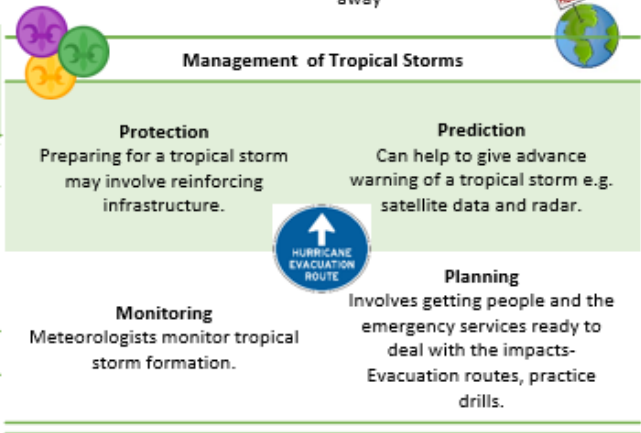 away
Management of Tropical Storms
Protection
Preparing for a tropical storm
may involve reinforcing
infrastructure.
Prediction
Can help to give advance
warning of a tropical storm e.g.
satellite data and radar.
HURRICANE
EVACUATION
ROUTE
Monitoring
Meteorologists monitor tropical
storm formation.
Planning
Involves getting people and the
emergency services ready to
deal with the impacts-
Evacuation routes, practice
drills.